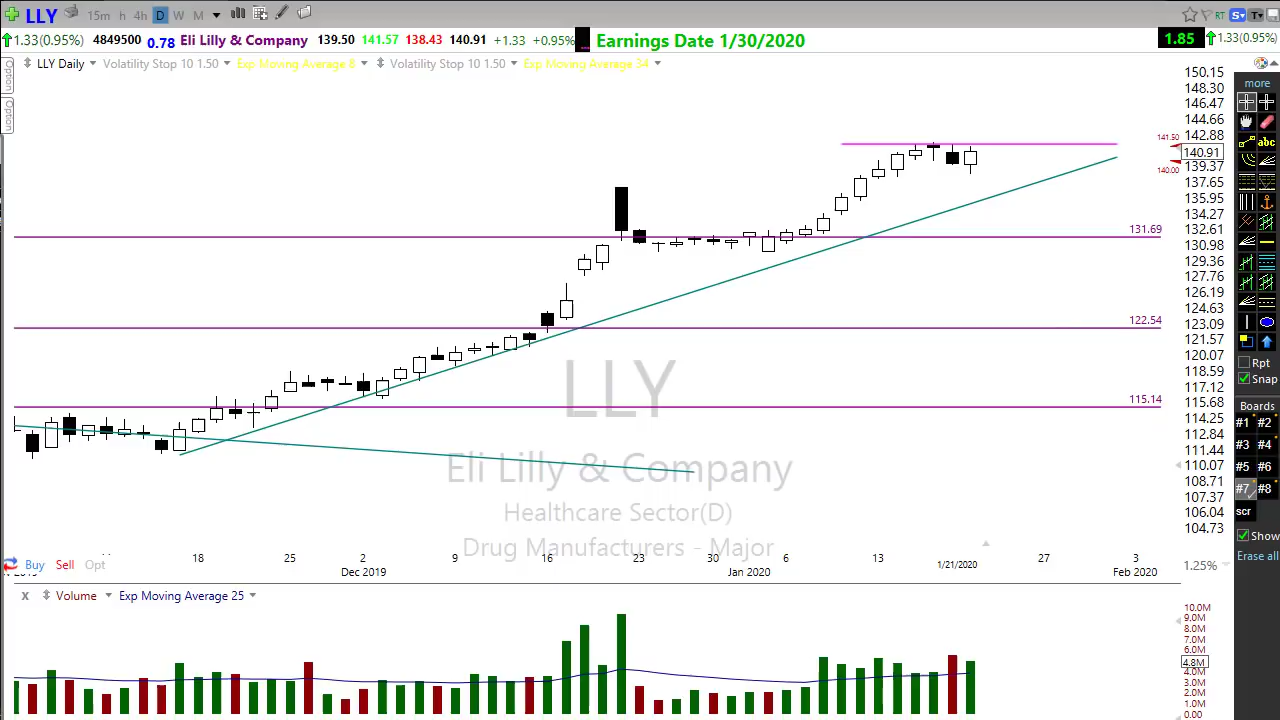 LLY 15m h 4h D W M RT S T
1.33(0.95%) 4849500 0.78 Eli Lilly & Company 139.50 141.57 138.43 140.91 +1.33 +0.95% Earnings Date 1/30/2020 1.85 1.33(0.95%)
LLY Daily Volatility Stop 10 1.50 Exp Moving Average 8 Volatility Stop 10 1.50 Exp Moving Average 34
Option
Option
150.15
148.30
146.47
144.66
142.88
141.50
140.91
140.00
139.37
137.65
135.95
134.27
132.61
131.69
130.98
129.36
127.76
126.19
124.63
123.09
122.54
121.57
120.07
118.59
117.12
115.68
115.14
114.25
112.84
111.44
110.07
108.71
107.37
106.04
104.73
LLY
Eli Lilly & Company
Healthcare Sector(D)
Drug Manufacturers - Major
18 25 2 9 16 23 30 6 13 1/21/2020 27 3
Dec 2019 Jan 2020 Feb 2020
Buy Sell Opt
1.25%
x Volume Exp Moving Average 25
10.0M
9.0M
8.0M
7.0M
6.0M
4.8M
4.0M
3.0M
2.0M
1.0M
0.00
more
abc
Rpt
Snap
Boards
#1 #2
#3 #4
#5 #6
#7 #8
scr
Show
Erase all